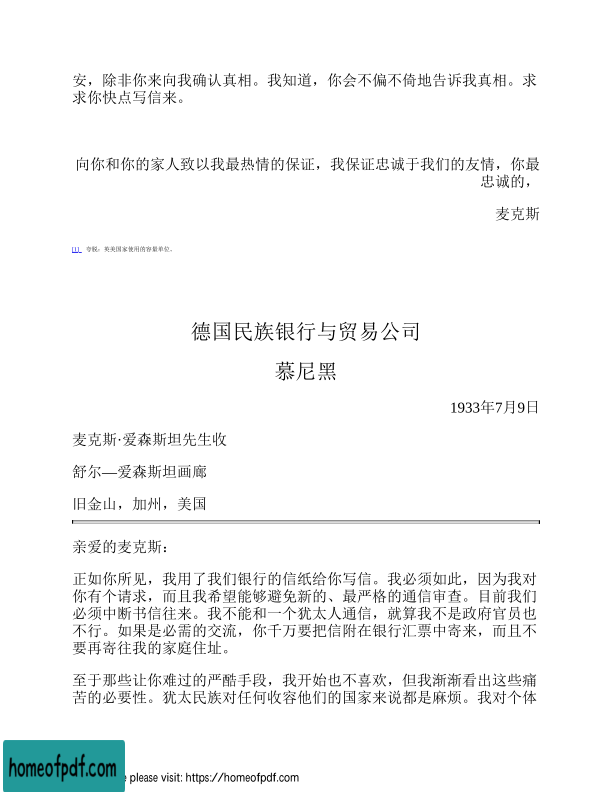 安，除非你来向我确认真相。我知道，你会不偏不倚地告诉我真相。求
求你快点写信来。
向你和你的家人致以我最热情的保证，我保证忠诚于我们的友情，你最
忠诚的，
麦克斯
[1] 夸脱：英美国家使用的容量单位。
德国民族银行与贸易公司
慕尼黑
1933年7月9日
麦克斯·爱森斯坦先生收
舒尔—爱森斯坦画廊
旧金山，加州，美国
亲爱的麦克斯：
正如你所见，我用了我们银行的信纸给你写信。我必须如此，因为我对
你有个请求，而且我希望能够避免新的、最严格的通信审查。目前我们
必须中断书信往来。我不能和一个犹太人通信，就算我不是政府官员也
不行。如果是必需的交流，你千万要把信附在银行汇票中寄来，而且不
要再寄往我的家庭住址。
至于那些让你难过的严酷手段，我开始也不喜欢，但我渐渐看出这些痛
苦的必要性。犹太民族对任何收容他们的国家来说都是麻烦。我对个体
homeofpdf.com
e please visit: https://homeofpdf.com